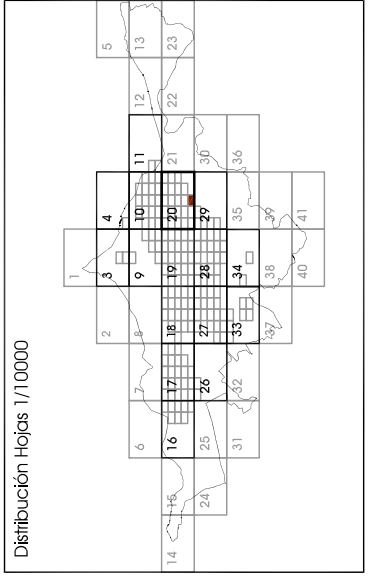 Distribución Hojas 1/10000
1
2 3 4 5
6 7 8 9 10 11 12 13
14 15 16 17 18 19 20 21 22 23
24 25 26 27 28 29 30
31 32 33 34 35 36
37 38 39
40 41